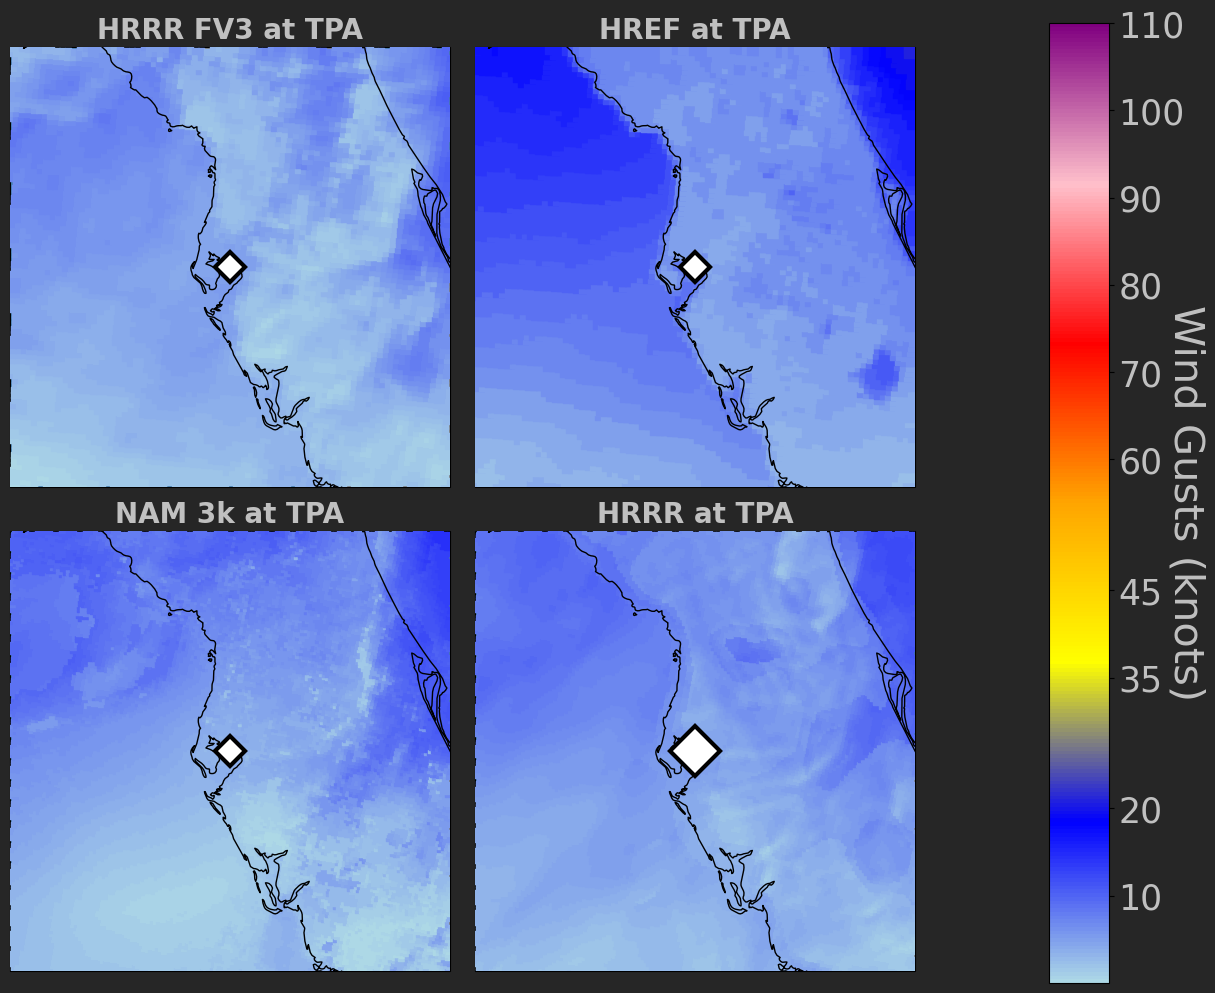 HRRR FV3 at TPA
HREF at TPA
NAM 3k at TPA
HRRR at TPA
110
100
90
80
70
60
45
35
20
10
Wind Gusts (knots)